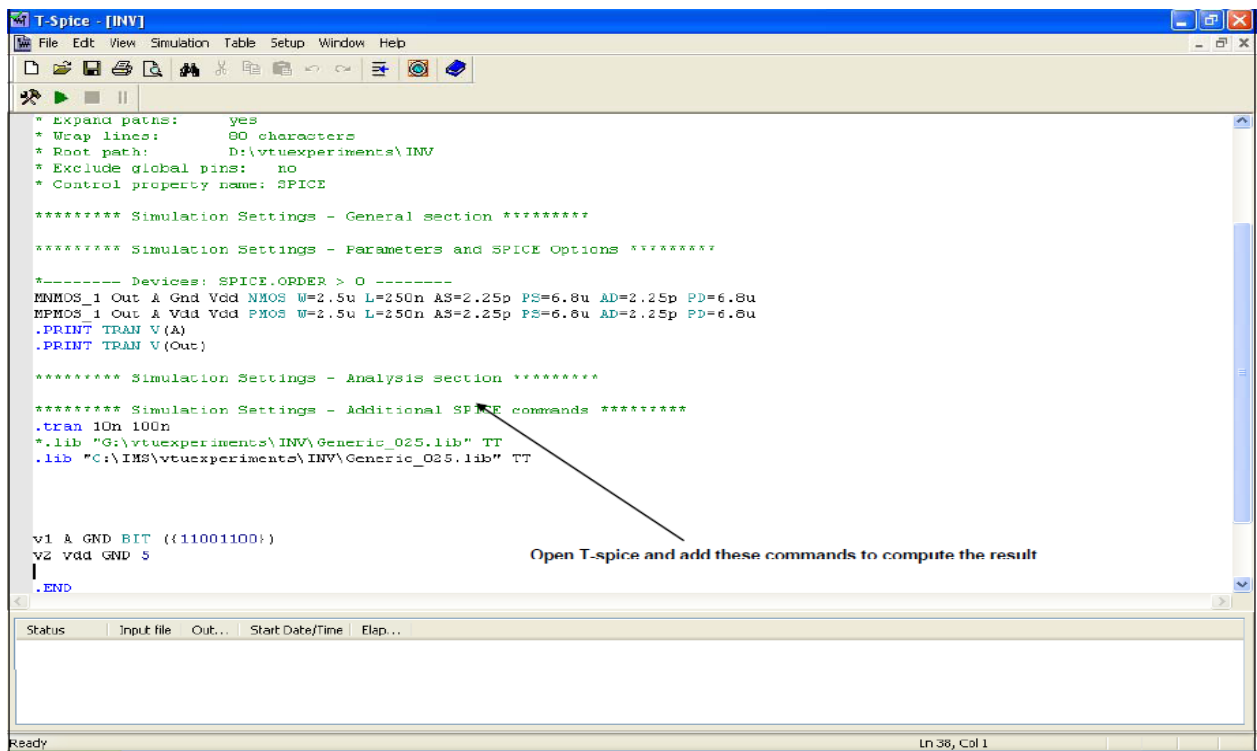 T-Spice - [INV]
File Edit View Simulation Table Setup Window Help
* Expand paths: yes
* Wrap lines: 80 characters
* Root path: D:\vtuexperiments\INV
* Exclude global pins: no
* Control property name: SPICE
********* Simulation Settings - General section *********
********* Simulation Settings - Parameters and SPICE Options *********
*-------- Devices: SPICE.ORDER > 0 --------
MNMOS_1 Out A Gnd Vdd NMOS W=2.5u L=250n AS=2.25p PS=6.8u AD=2.25p PD=6.8u
MPMOS_1 Out A Vdd Vdd PMOS W=2.5u L=250n AS=2.25p PS=6.8u AD=2.25p PD=6.8u
.PRINT TRAN V(A)
.PRINT TRAN V(Out)
********* Simulation Settings - Analysis section *********
********* Simulation Settings - Additional SPICE commands *********
.tran 10n 100n
*.lib "G:\vtuexperiments\INV\Generic_025.lib" TT
.lib "C:\IMS\vtuexperiments\INV\Generic_025.lib" TT
v1 A GND BIT ({11001100})
v2 vdd GND 5
Open T-spice and add these commands to compute the result
.END
Status Input file Out... Start Date/Time Elap...
Ready Ln 38, Col 1